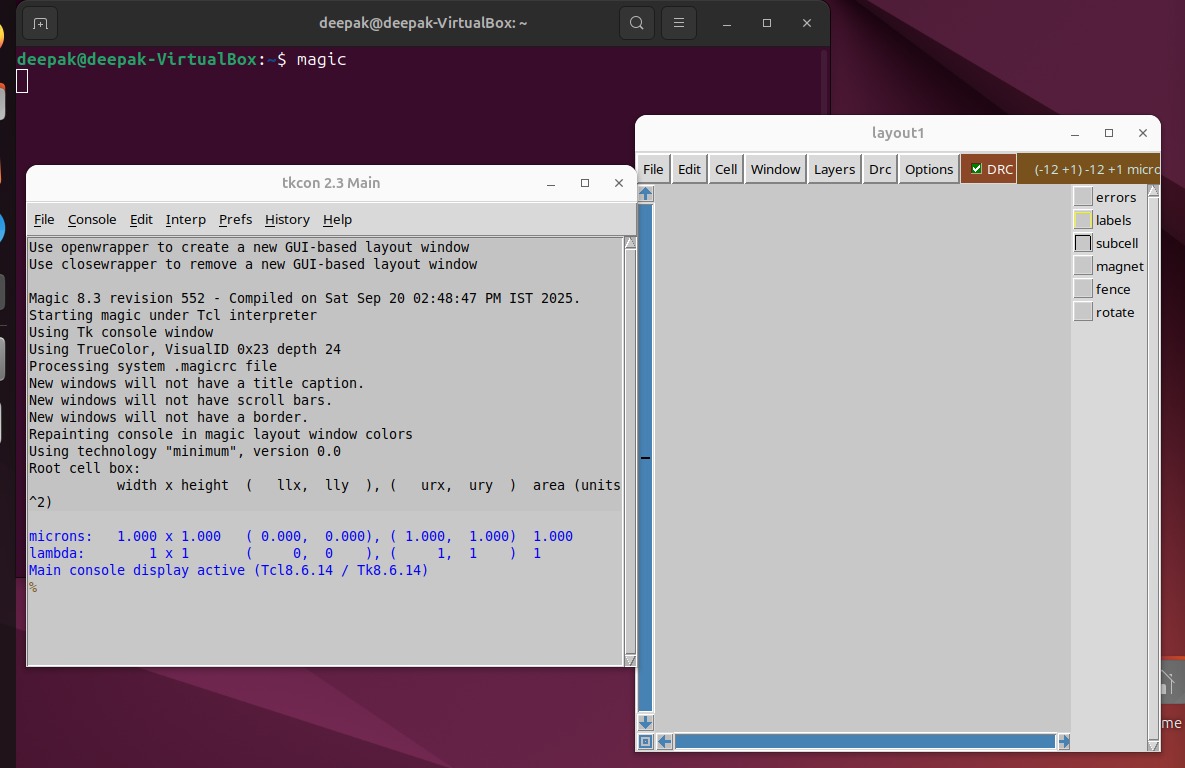 deepak@deepak-VirtualBox: ~
deepak@deepak-VirtualBox:~$ magic
layout1
File Edit Cell Window Layers Drc Options DRC (-12 +1) -12 +1 micro
errors
labels
subcell
magnet
fence
rotate
tkcon 2.3 Main
File Console Edit Interp Prefs History Help
Use openwrapper to create a new GUI-based layout window
Use closewrapper to remove a new GUI-based layout window
Magic 8.3 revision 552 - Compiled on Sat Sep 20 02:48:47 PM IST 2025.
Starting magic under Tcl interpreter
Using Tk console window
Using TrueColor, VisualID 0x23 depth 24
Processing system .magicrc file
New windows will not have a title caption.
New windows will not have scroll bars.
New windows will not have a border.
Repainting console in magic layout window colors
Using technology "minimum", version 0.0
Root cell box:
width x height ( llx, lly ), ( urx, ury ) area (units
^2)
microns: 1.000 x 1.000 ( 0.000, 0.000), ( 1.000, 1.000) 1.000
lambda: 1 x 1 ( 0, 0 ), ( 1, 1 ) 1
Main console display active (Tcl8.6.14 / Tk8.6.14)
%
me